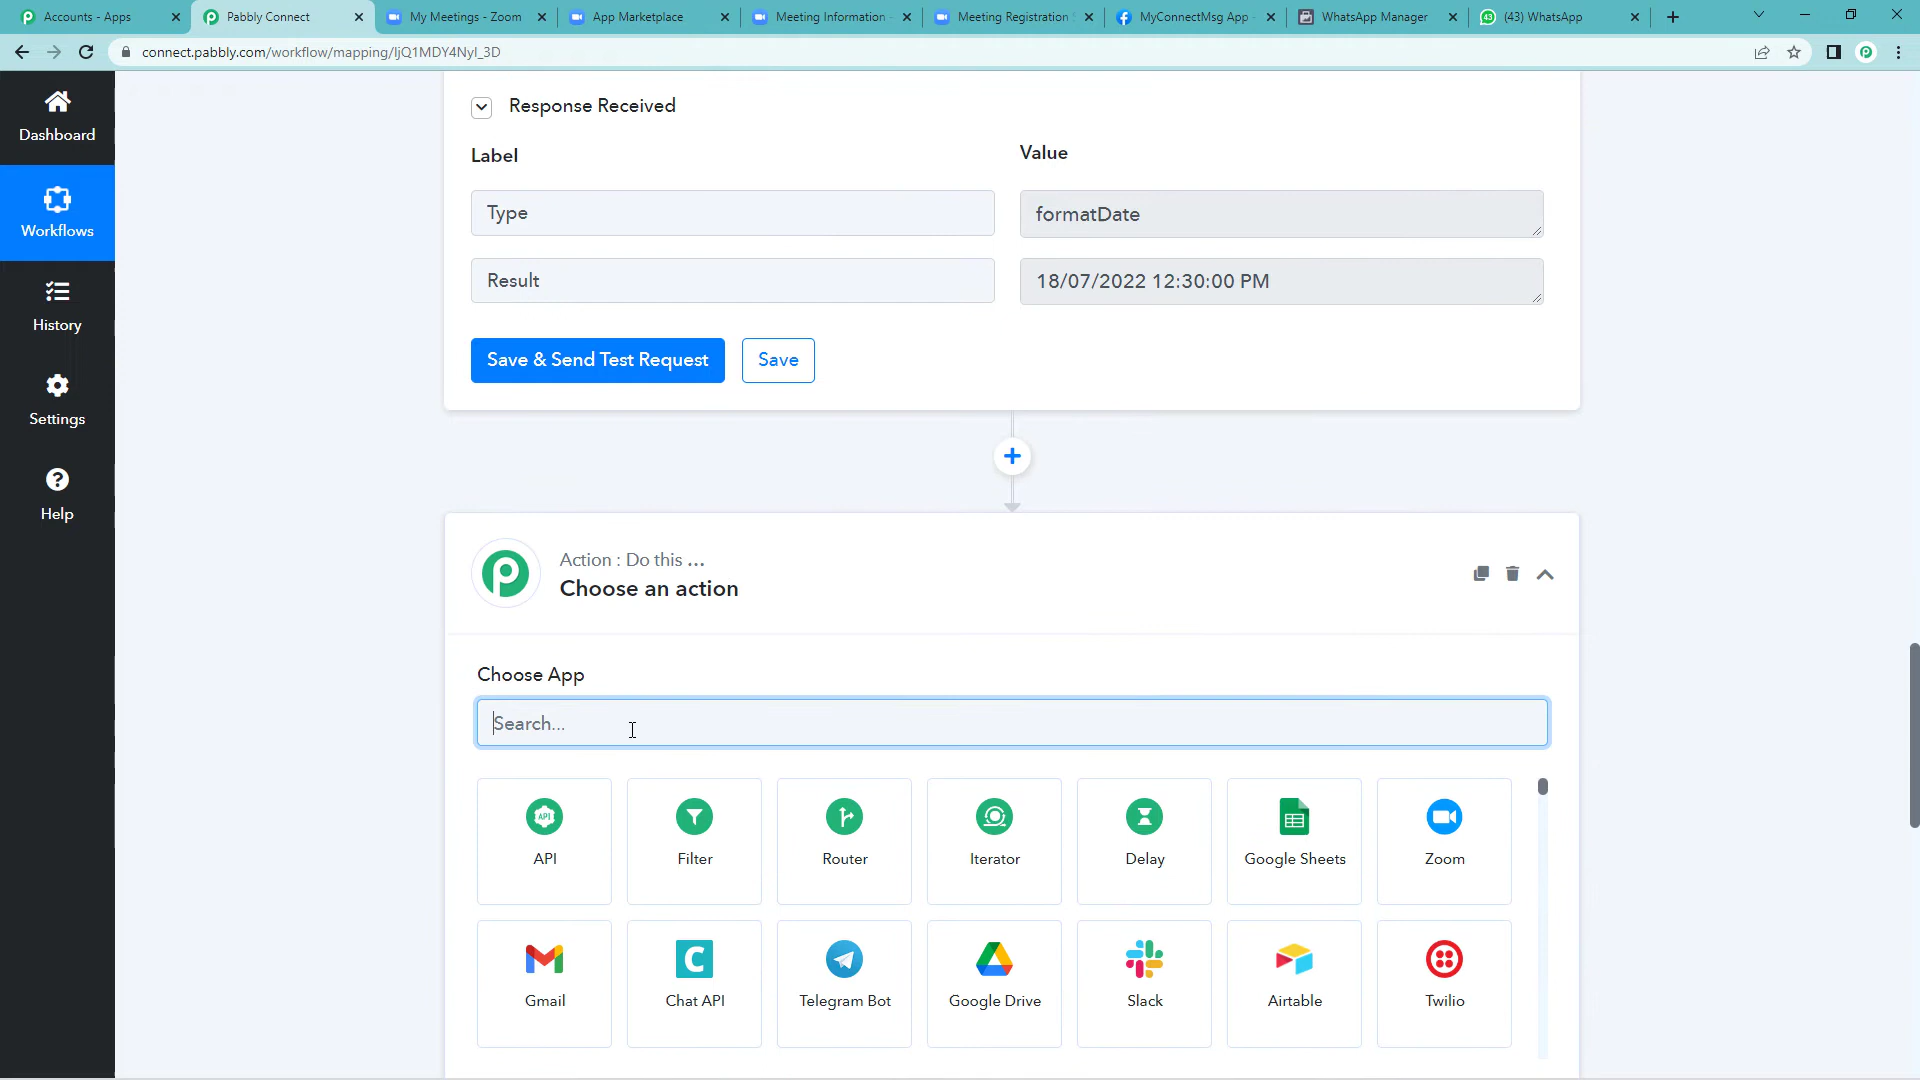 Accounts - Apps
Pabbly Connect
My Meetings - Zoom
App Marketplace
Meeting Information -
Meeting Registration
MyConnectMsg App -
WhatsApp Manager
(43) WhatsApp
connect.pabbly.com/workflow/mapping/IjQ1MDY4NyI_3D
Dashboard
Workflows
History
Settings
Help
Response Received
Label
Value
Type
formatDate
Result
18/07/2022 12:30:00 PM
Save & Send Test Request
Save
Action : Do this ...
Choose an action
Choose App
Search...
API
API
Filter
Router
Iterator
Delay
Google Sheets
Zoom
Gmail
Chat API
Telegram Bot
Google Drive
Slack
Airtable
Twilio